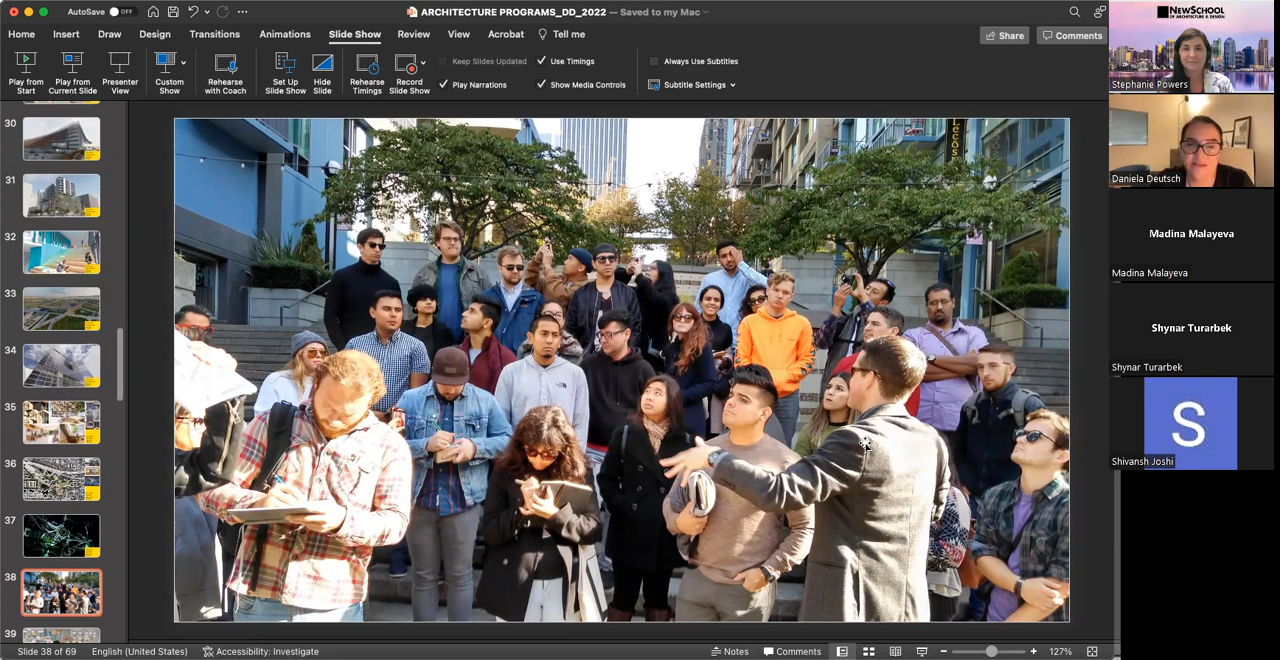 AutoSave OFF
ARCHITECTURE PROGRAMS_DD_2022 — Saved to my Mac
Home Insert Draw Design Transitions Animations Slide Show Review View Acrobat Tell me
Share Comments
Play from Start
Play from Current Slide
Presenter View
Custom Show
Rehearse with Coach
Set Up Slide Show
Hide Slide
Rehearse Timings
Record Slide Show
Keep Slides Updated
Use Timings
Always Use Subtitles
Play Narrations
Show Media Controls
Subtitle Settings
30
31
32
33
34
35
36
37
38
39
Slide 38 of 69 English (United States) Accessibility: Investigate
Notes Comments 127%
NEWSCHOOL
OF ARCHITECTURE & DESIGN
Stephanie Powers
Daniela Deutsch
Madina Malayeva
Madina Malayeva
Shynar Turarbek
Shynar Turarbek
S
Shivansh Joshi